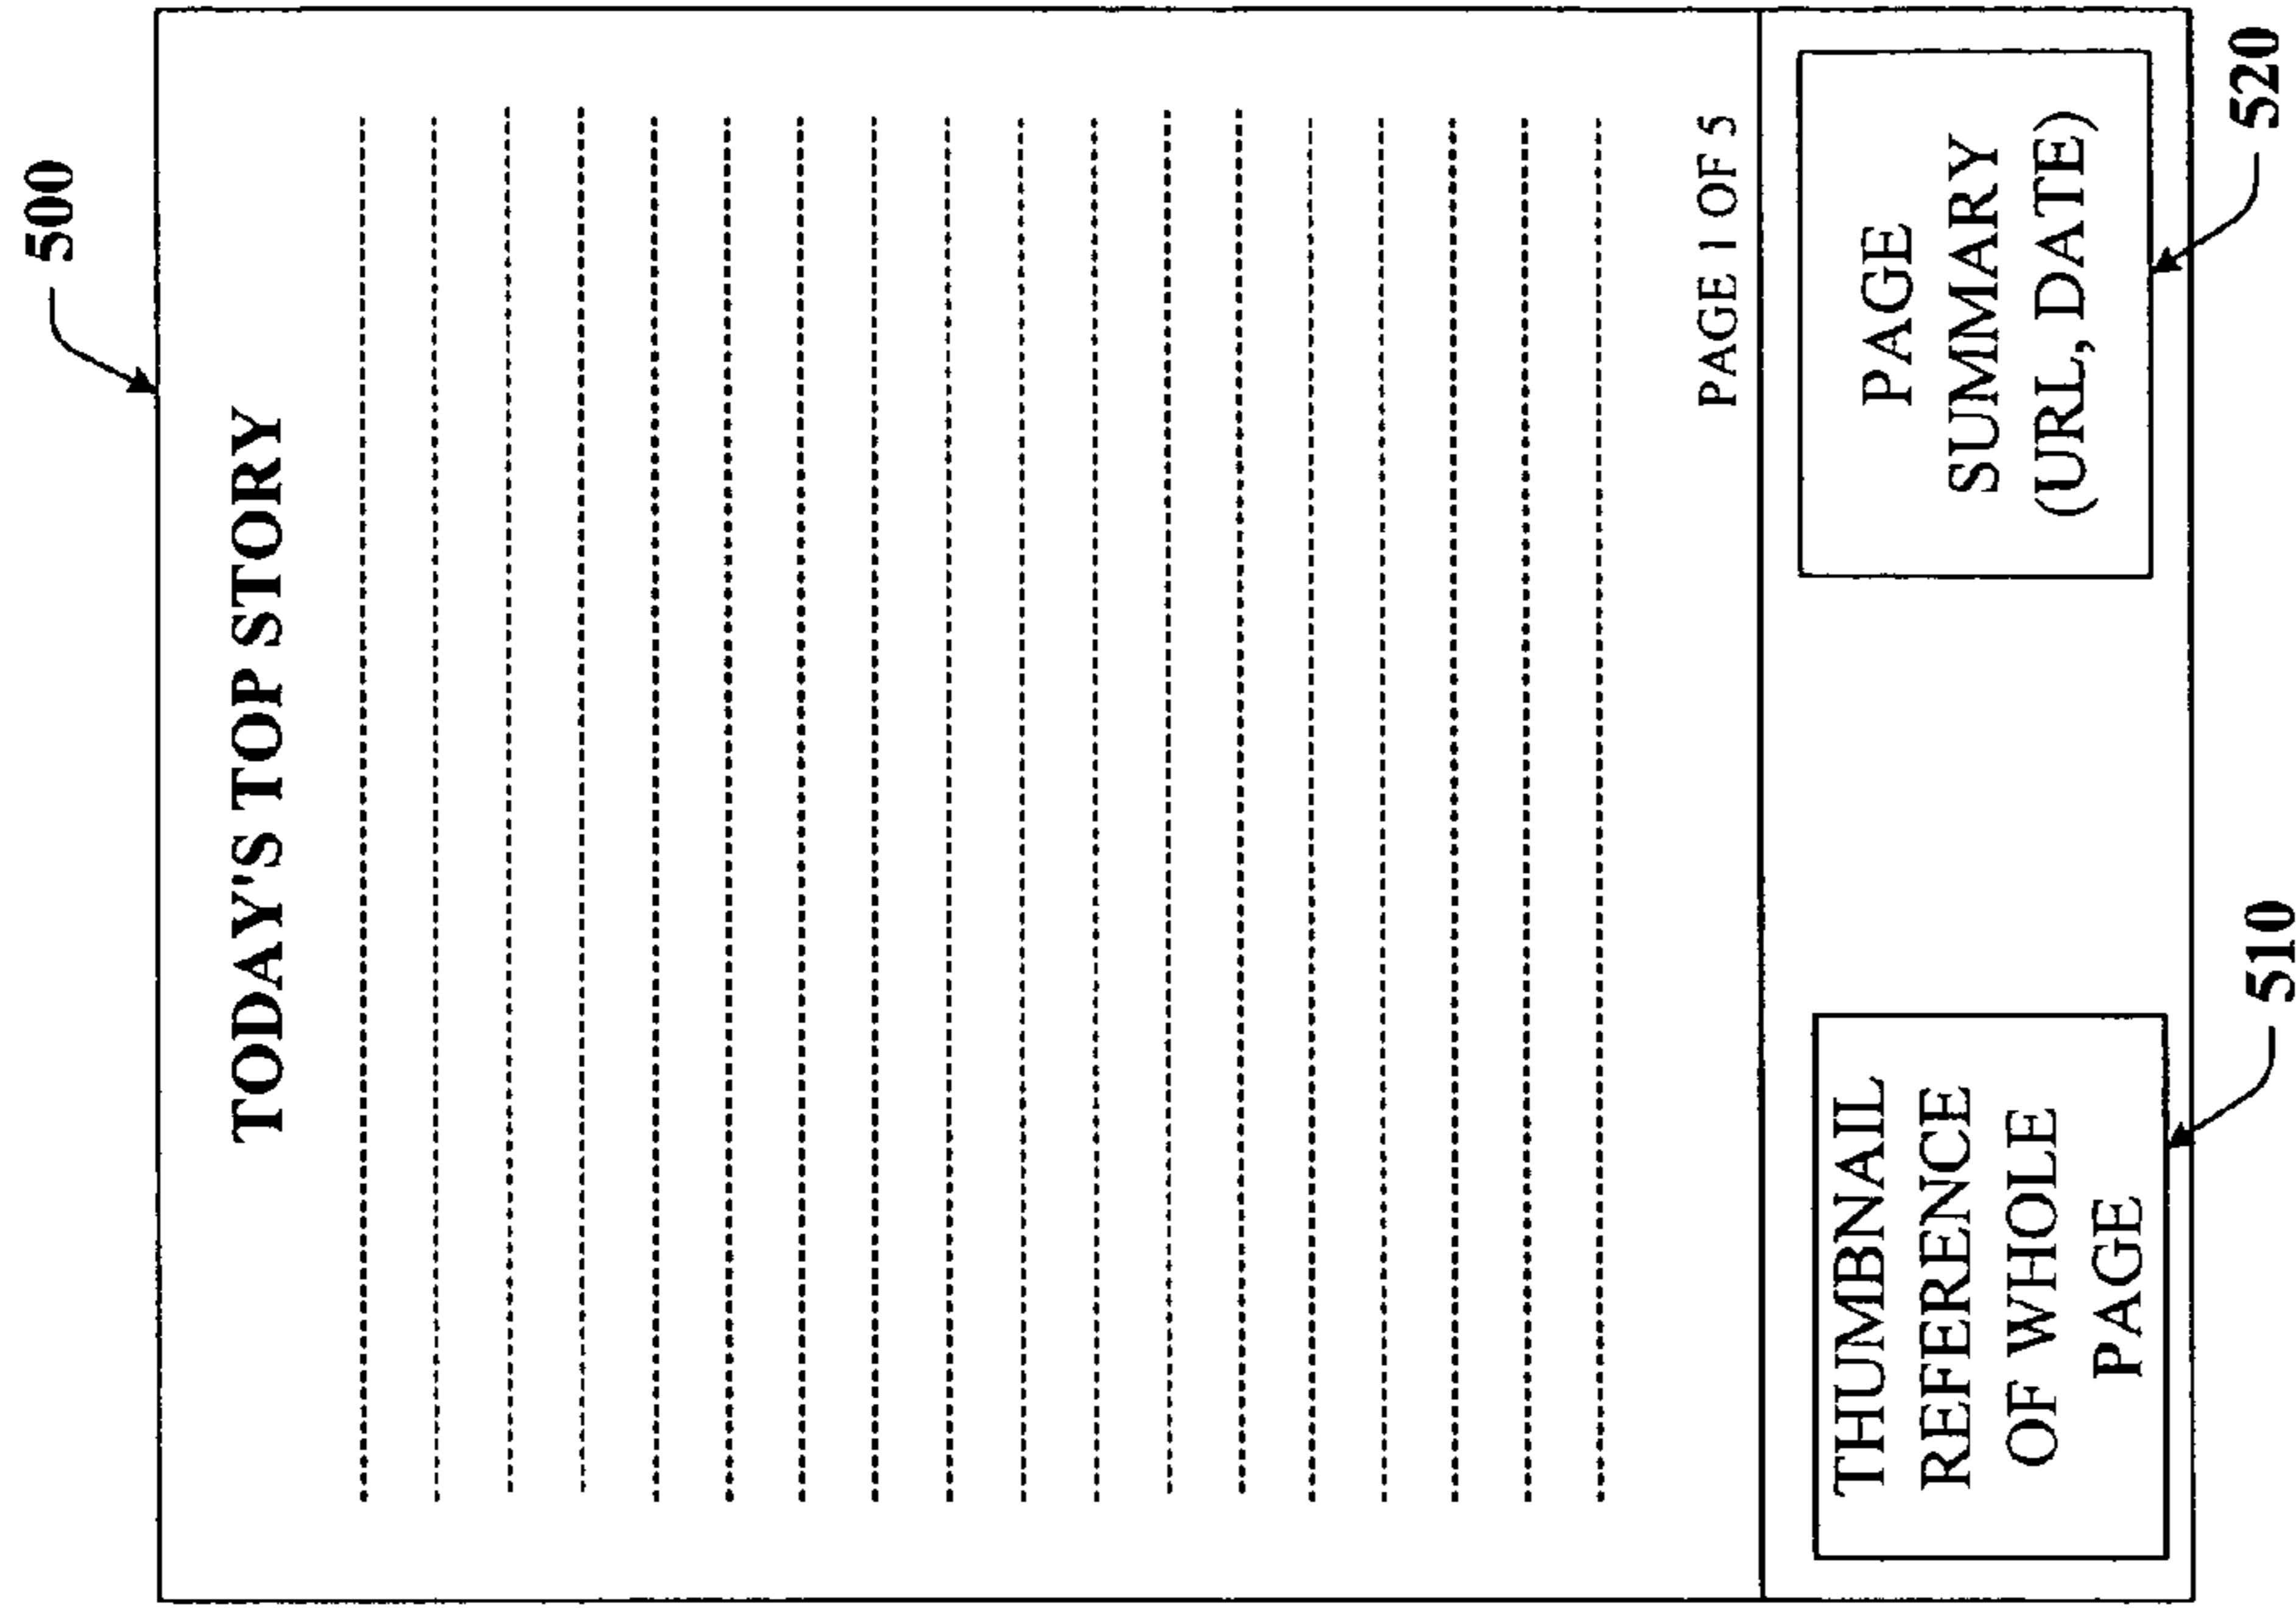 500
TODAY'S TOP STORY
PAGE 1 OF 5
THUMBNAIL
REFERENCE
OF WHOLE
PAGE
510
PAGE
SUMMARY
(URL, DATE)
520